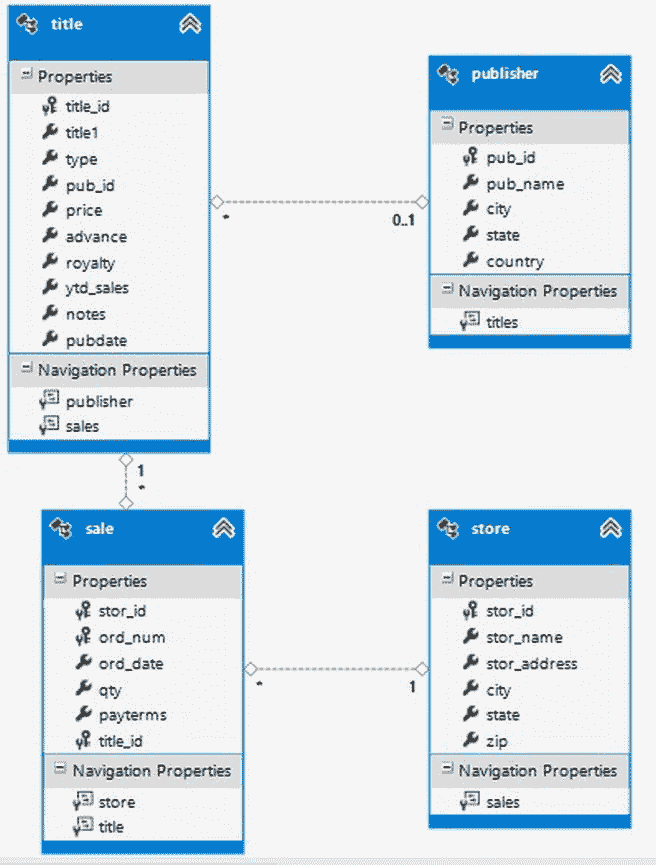 title
Properties
title_id
title1
type
pub_id
price
advance
royalty
ytd_sales
notes
pubdate
Navigation Properties
publisher
sales
publisher
Properties
pub_id
pub_name
city
state
country
Navigation Properties
titles
*
0..1
1
*
sale
Properties
stor_id
ord_num
ord_date
qty
payterms
title_id
Navigation Properties
store
title
*
1
store
Properties
stor_id
stor_name
stor_address
city
state
zip
Navigation Properties
sales